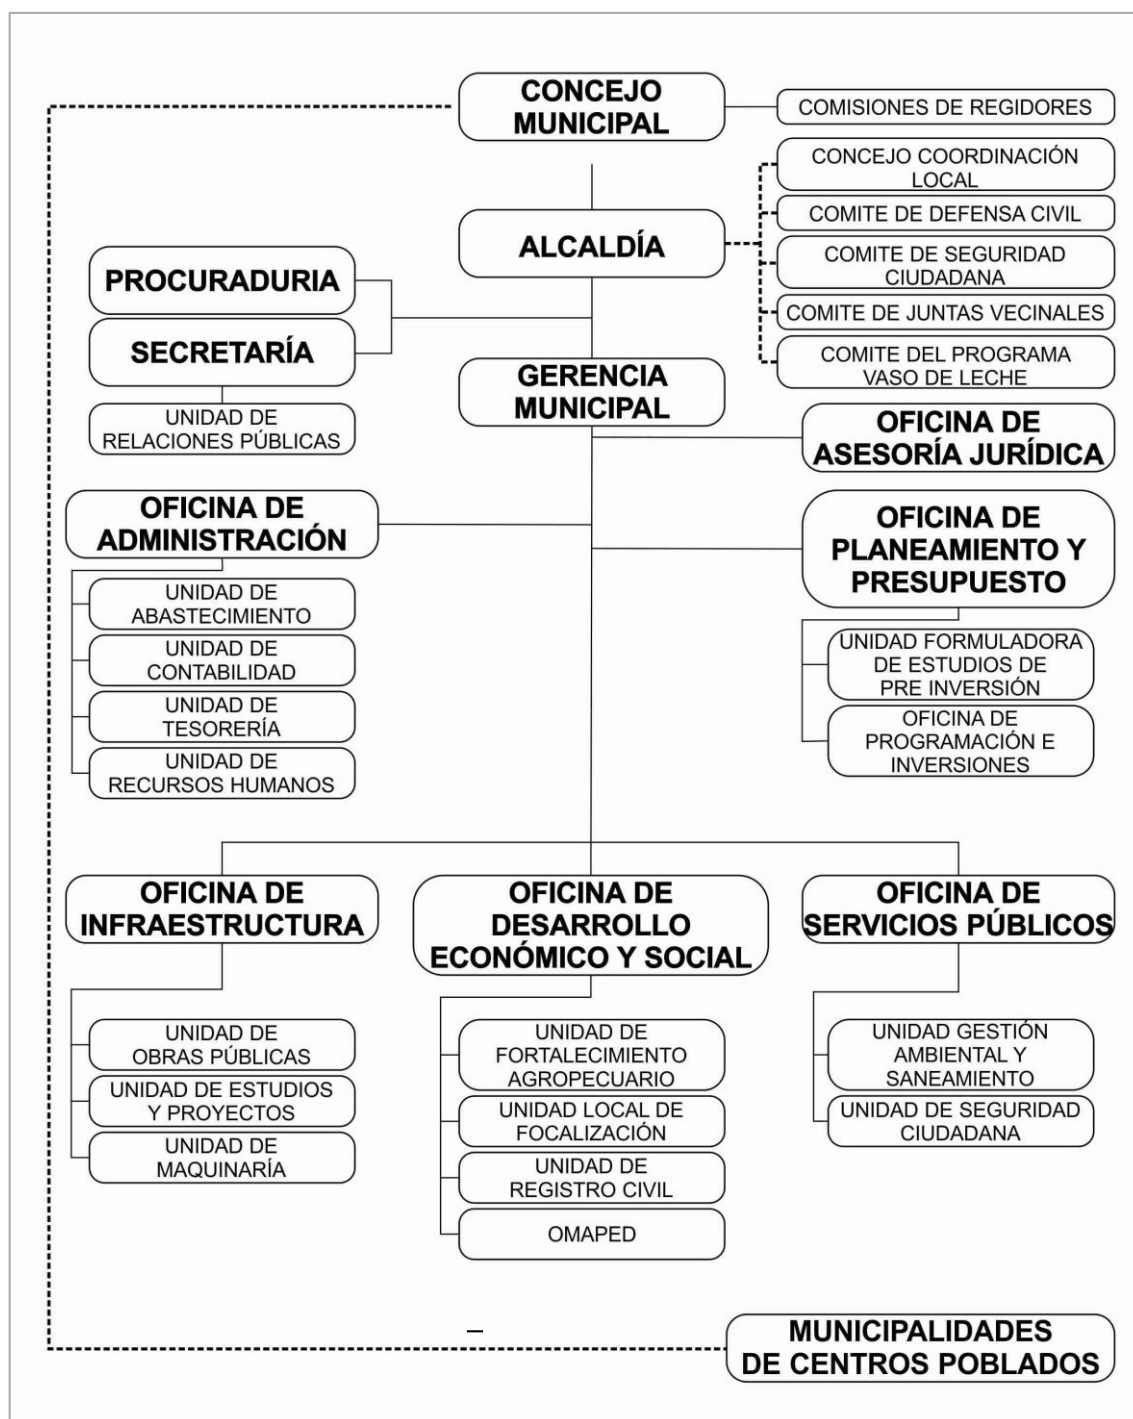 CONCEJO
MUNICIPAL
COMISIONES DE REGIDORES
CONCEJO COORDINACIÓN
LOCAL
COMITE DE DEFENSA CIVIL
ALCALDÍA
COMITE DE SEGURIDAD
CIUDADANA
PROCURADURIA
COMITE DE JUNTAS VECINALES
SECRETARÍA
COMITE DEL PROGRAMA
VASO DE LECHE
GERENCIA
MUNICIPAL
UNIDAD DE
RELACIONES PÚBLICAS
OFICINA DE
ASESORÍA JURÍDICA
OFICINA DE
ADMINISTRACIÓN
OFICINA DE
PLANEAMIENTO Y
PRESUPUESTO
UNIDAD DE
ABASTECIMIENTO
UNIDAD DE
CONTABILIDAD
UNIDAD DE
TESORERÍA
UNIDAD DE
RECURSOS HUMANOS
UNIDAD FORMULADORA
DE ESTUDIOS DE
PRE INVERSIÓN
OFICINA DE
PROGRAMACIÓN E
INVERSIONES
OFICINA DE
INFRAESTRUCTURA
OFICINA DE
DESARROLLO
ECONÓMICO Y SOCIAL
OFICINA DE
SERVICIOS PÚBLICOS
UNIDAD DE
OBRAS PÚBLICAS
UNIDAD DE ESTUDIOS
Y PROYECTOS
UNIDAD DE
MAQUINARÍA
UNIDAD DE
FORTALECIMIENTO
AGROPECUARIO
UNIDAD LOCAL DE
FOCALIZACIÓN
UNIDAD DE
REGISTRO CIVIL
OMAPED
UNIDAD GESTIÓN
AMBIENTAL Y
SANEAMIENTO
UNIDAD DE SEGURIDAD
CIUDADANA
MUNICIPALIDADES
DE CENTROS POBLADOS